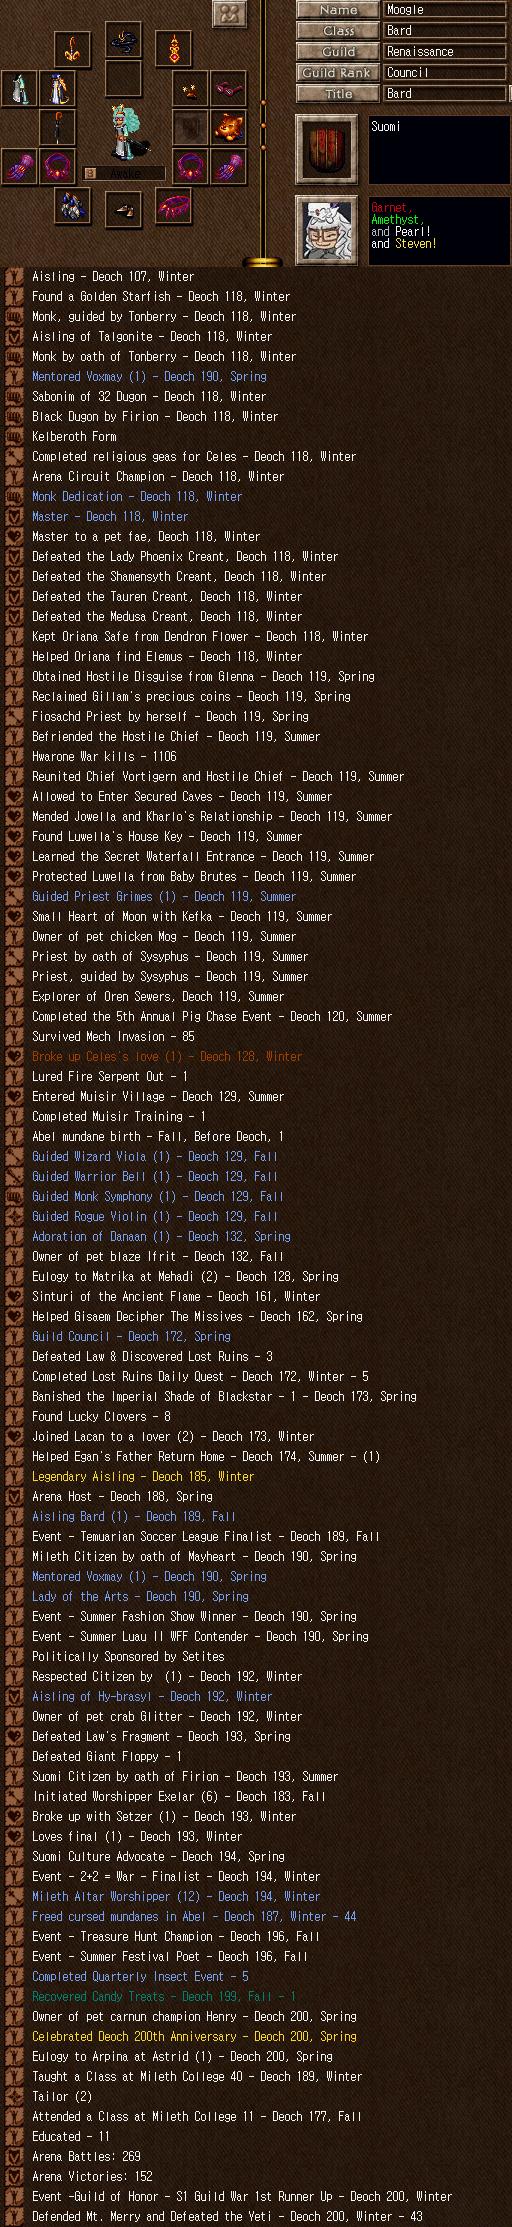 Name Moogle
Class Bard
Guild Renaissance
Guild Rank Council
Title Bard
Suomi
Awake
Garnet,
Amethyst,
and Pearl!
and Steven!
Aisling - Deoch 107, Winter
Found a Golden Starfish - Deoch 118, Winter
Monk, guided by Tonberry - Deoch 118, Winter
Aisling of Talgonite - Deoch 118, Winter
Monk by oath of Tonberry - Deoch 118, Winter
Mentored Voxmay (1) - Deoch 190, Spring
Sabonim of 32 Dugon - Deoch 118, Winter
Black Dugon by Firion - Deoch 118, Winter
Kelberoth Form
Completed religious geas for Celes - Deoch 118, Winter
Arena Circuit Champion - Deoch 118, Winter
Monk Dedication - Deoch 118, Winter
Master - Deoch 118, Winter
Master to a pet fae, Deoch 118, Winter
Defeated the Lady Phoenix Creant, Deoch 118, Winter
Defeated the Shamensyth Creant, Deoch 118, Winter
Defeated the Tauren Creant, Deoch 118, Winter
Defeated the Medusa Creant, Deoch 118, Winter
Kept Oriana Safe from Dendron Flower - Deoch 118, Winter
Helped Oriana find Elemus - Deoch 118, Winter
Obtained Hostile Disguise from Glenna - Deoch 119, Spring
Reclaimed Gillam's precious coins - Deoch 119, Spring
Fiosachd Priest by herself - Deoch 119, Spring
Befriended the Hostile Chief - Deoch 119, Summer
Hwarone War kills - 1106
Reunited Chief Vortigern and Hostile Chief - Deoch 119, Summer
Allowed to Enter Secured Caves - Deoch 119, Summer
Mended Jowella and Kharlo's Relationship - Deoch 119, Summer
Found Luwella's House Key - Deoch 119, Summer
Learned the Secret Waterfall Entrance - Deoch 119, Summer
Protected Luwella from Baby Brutes - Deoch 119, Summer
Guided Priest Grimes (1) - Deoch 119, Summer
Small Heart of Moon with Kefka - Deoch 119, Summer
Owner of pet chicken Mog - Deoch 119, Summer
Priest by oath of Sysyphus - Deoch 119, Summer
Priest, guided by Sysyphus - Deoch 119, Summer
Explorer of Oren Sewers, Deoch 119, Summer
Completed the 5th Annual Pig Chase Event - Deoch 120, Summer
Survived Mech Invasion - 85
Broke up Celes's love (1) - Deoch 128, Winter
Lured Fire Serpent Out - 1
Entered Muisir Village - Deoch 129, Summer
Completed Muisir Training - 1
Abel mundane birth - Fall, Before Deoch, 1
Guided Wizard Viola (1) - Deoch 129, Fall
Guided Warrior Bell (1) - Deoch 129, Fall
Guided Monk Symphony (1) - Deoch 129, Fall
Guided Rogue Violin (1) - Deoch 129, Fall
Adoration of Danaan (1) - Deoch 132, Spring
Owner of pet blaze Ifrit - Deoch 132, Fall
Eulogy to Matrika at Mehadi (2) - Deoch 128, Spring
Sinturi of the Ancient Flame - Deoch 161, Winter
Helped Gisaem Decipher The Missives - Deoch 162, Spring
Guild Council - Deoch 172, Spring
Defeated Law & Discovered Lost Ruins - 3
Completed Lost Ruins Daily Quest - Deoch 172, Winter - 5
Banished the Imperial Shade of Blackstar - 1 - Deoch 173, Spring
Found Lucky Clovers - 8
Joined Lacan to a lover (2) - Deoch 173, Winter
Helped Egan's Father Return Home - Deoch 174, Summer - (1)
Legendary Aisling - Deoch 185, Winter
Arena Host - Deoch 188, Spring
Aisling Bard (1) - Deoch 189, Fall
Event - Temuarian Soccer League Finalist - Deoch 189, Fall
Mileth Citizen by oath of Mayheart - Deoch 190, Spring
Mentored Voxmay (1) - Deoch 190, Spring
Lady of the Arts - Deoch 190, Spring
Event - Summer Fashion Show Winner - Deoch 190, Spring
Event - Summer Luau II WFF Contender - Deoch 190, Spring
Politically Sponsored by Setites
Respected Citizen by (1) - Deoch 192, Winter
Aisling of Hy-brasyl - Deoch 192, Winter
Owner of pet crab Glitter - Deoch 192, Winter
Defeated Law's Fragment - Deoch 193, Spring
Defeated Giant Floppy - 1
Suomi Citizen by oath of Firion - Deoch 193, Summer
Initiated Worshipper Exelar (6) - Deoch 183, Fall
Broke up with Setzer (1) - Deoch 193, Winter
Loves final (1) - Deoch 193, Winter
Suomi Culture Advocate - Deoch 194, Spring
Event - 2+2 = War - Finalist - Deoch 194, Winter
Mileth Altar Worshipper (12) - Deoch 194, Winter
Freed cursed mundanes in Abel - Deoch 187, Winter - 44
Event - Treasure Hunt Champion - Deoch 196, Fall
Event - Summer Festival Poet - Deoch 196, Fall
Completed Quarterly Insect Event - 5
Recovered Candy Treats - Deoch 199, Fall - 1
Owner of pet carnun champion Henry - Deoch 200, Spring
Celebrated Deoch 200th Anniversary - Deoch 200, Spring
Eulogy to Arpina at Astrid (1) - Deoch 200, Spring
Taught a Class at Mileth College 40 - Deoch 189, Winter
Tailor (2)
Attended a Class at Mileth College 11 - Deoch 177, Fall
Educated - 11
Arena Battles: 269
Arena Victories: 152
Event -Guild of Honor - S1 Guild War 1st Runner Up - Deoch 200, Winter
Defended Mt. Merry and Defeated the Yeti - Deoch 200, Winter - 43